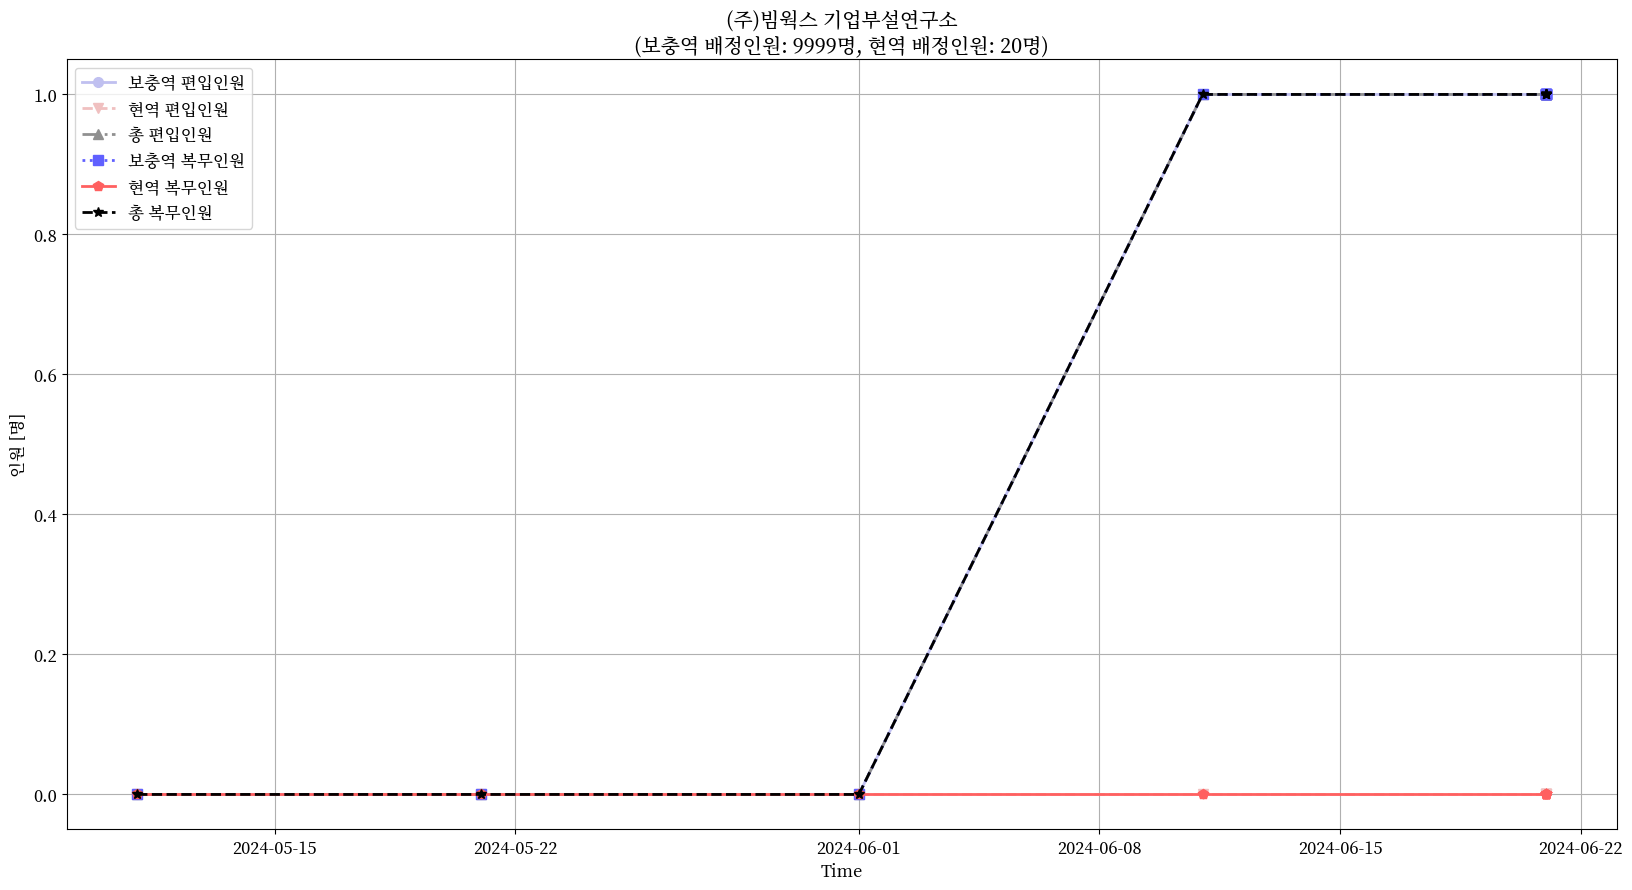 (주)빔웍스 기업부설연구소
(보충역 배정인원: 9999명, 현역 배정인원: 20명)
보충역 편입인원
현역 편입인원
총 편입인원
보충역 복무인원
현역 복무인원
총 복무인원
1.0
0.8
0.6
0.4
0.2
0.0
인원 [명]
2024-05-15
2024-05-22
2024-06-01
2024-06-08
2024-06-15
2024-06-22
Time